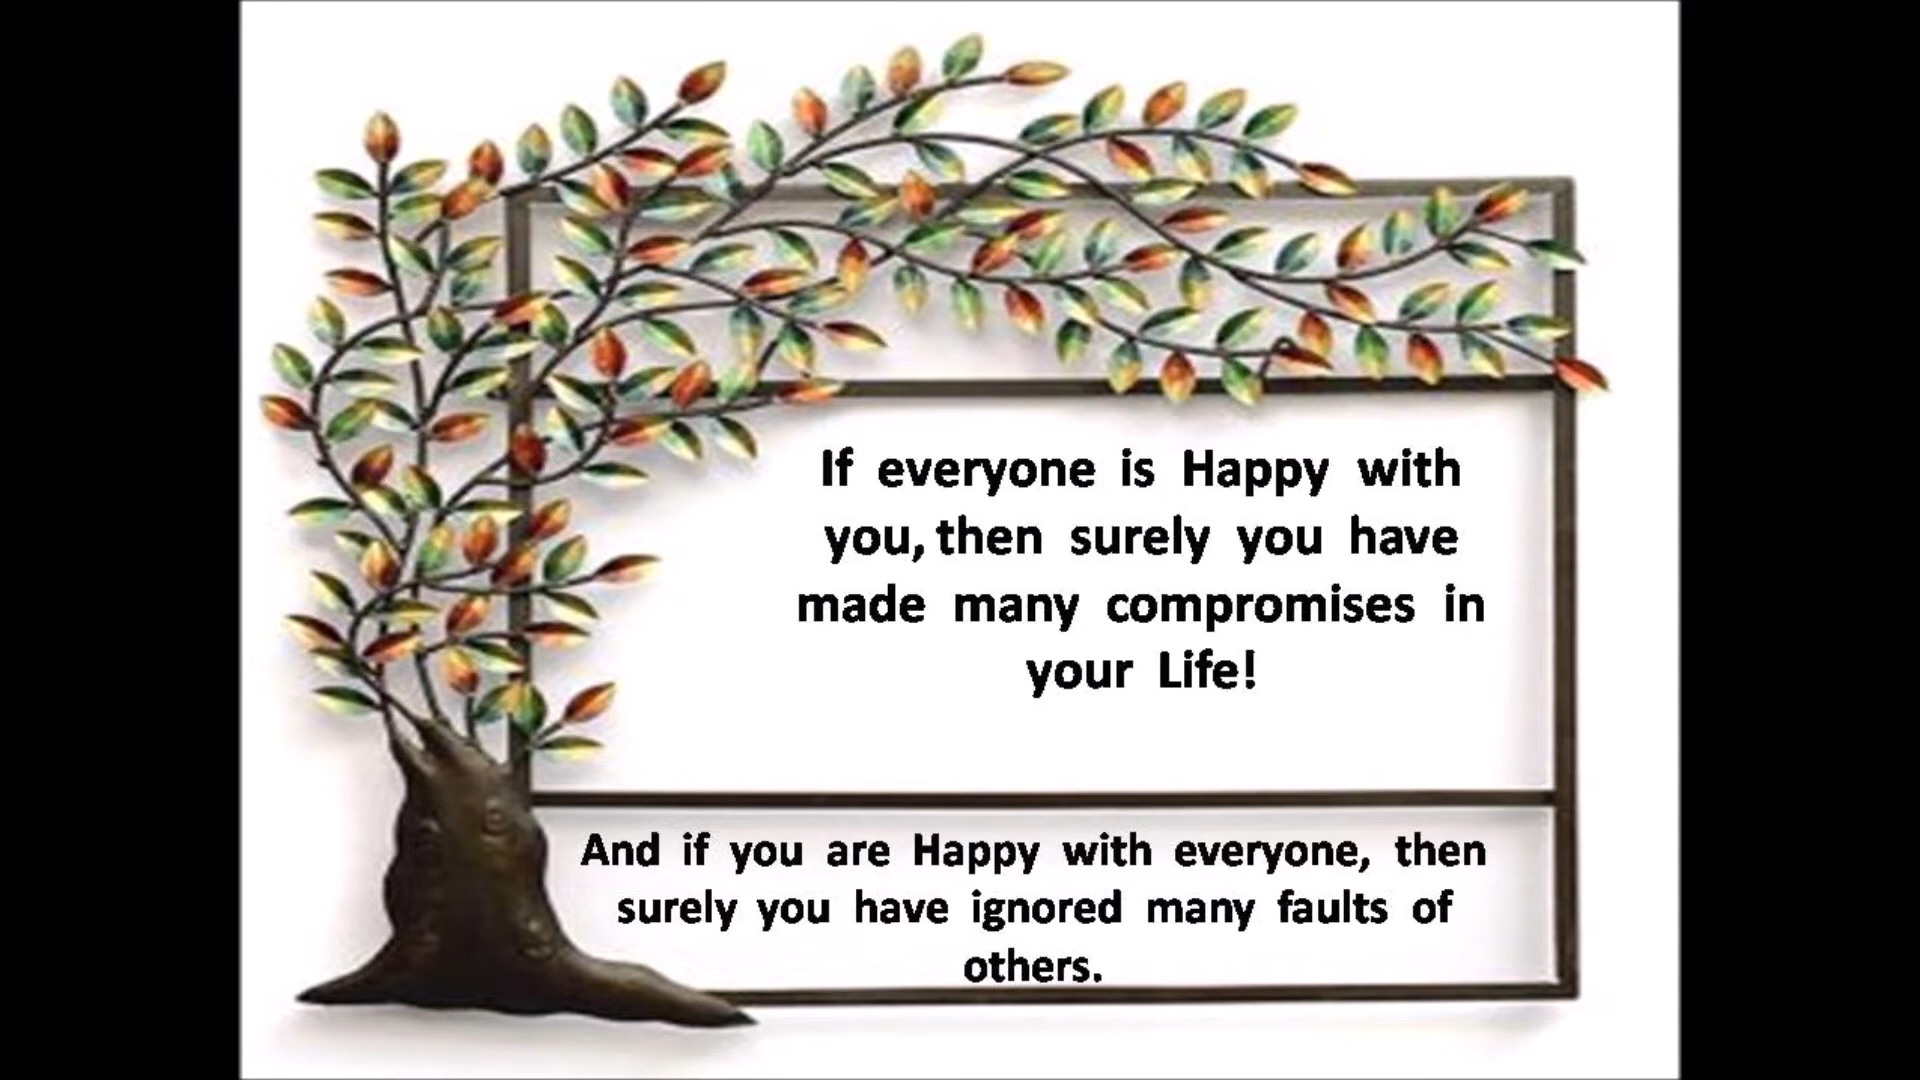 If everyone is Happy with
you, then surely you have
made many compromises in
your Life!
And if you are Happy with everyone, then
surely you have ignored many faults of
others.